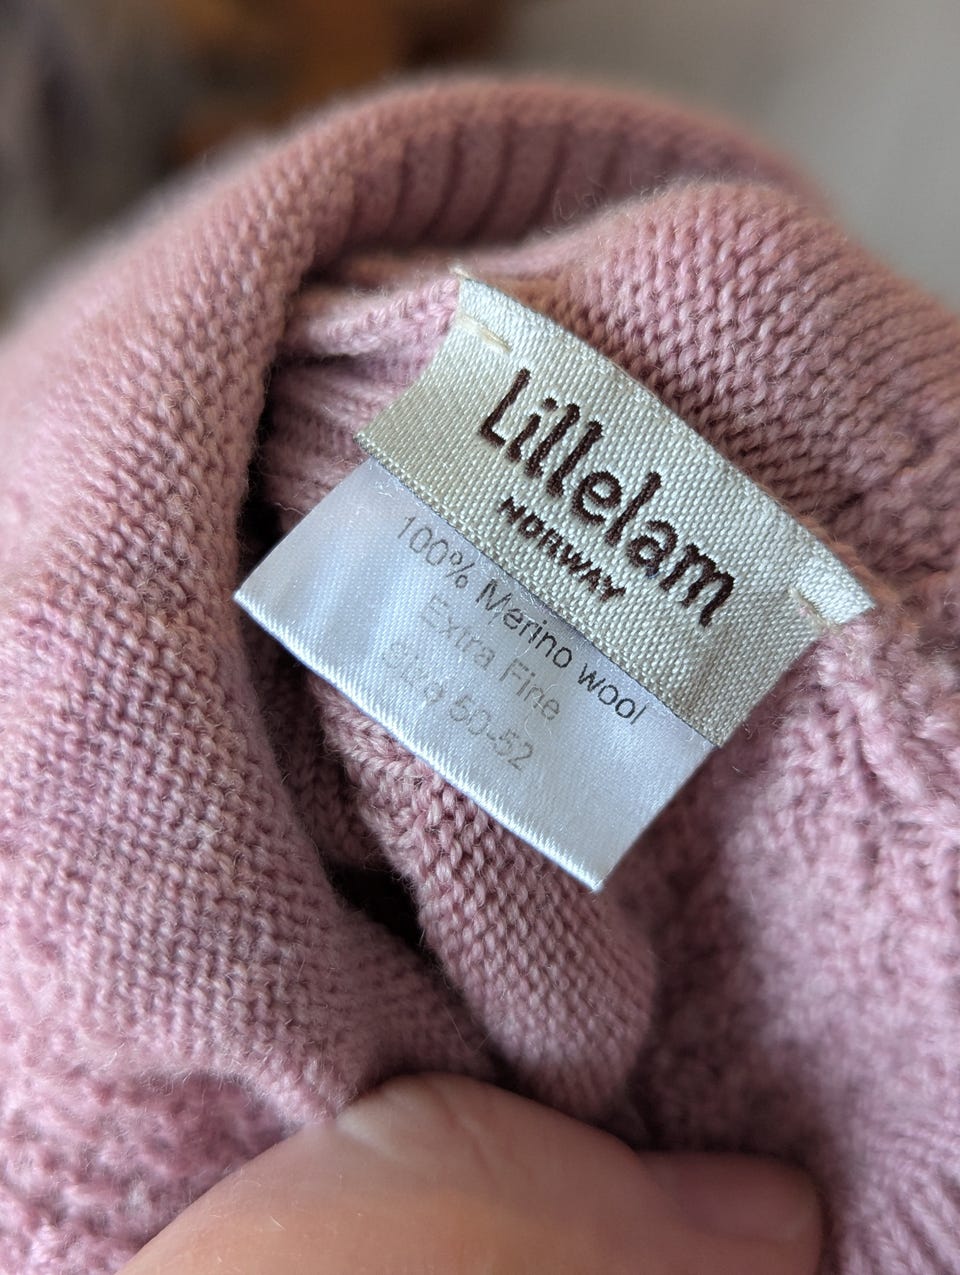 Lillelam
NORWAY
100% Merino wool
Extra Fine
size 50-52